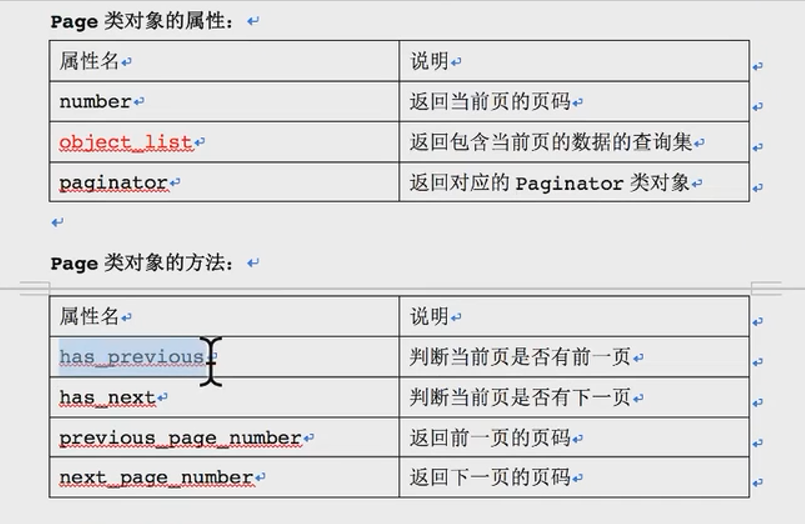 Page 类对象的属性：
属性名 说明
number 返回当前页的页码
object_list 返回包含当前页的数据的查询集
paginator 返回对应的 Paginator 类对象
Page 类对象的方法：
属性名 说明
has_previous 判断当前页是否有前一页
has_next 判断当前页是否有下一页
previous_page_number 返回前一页的页码
next_page_number 返回下一页的页码